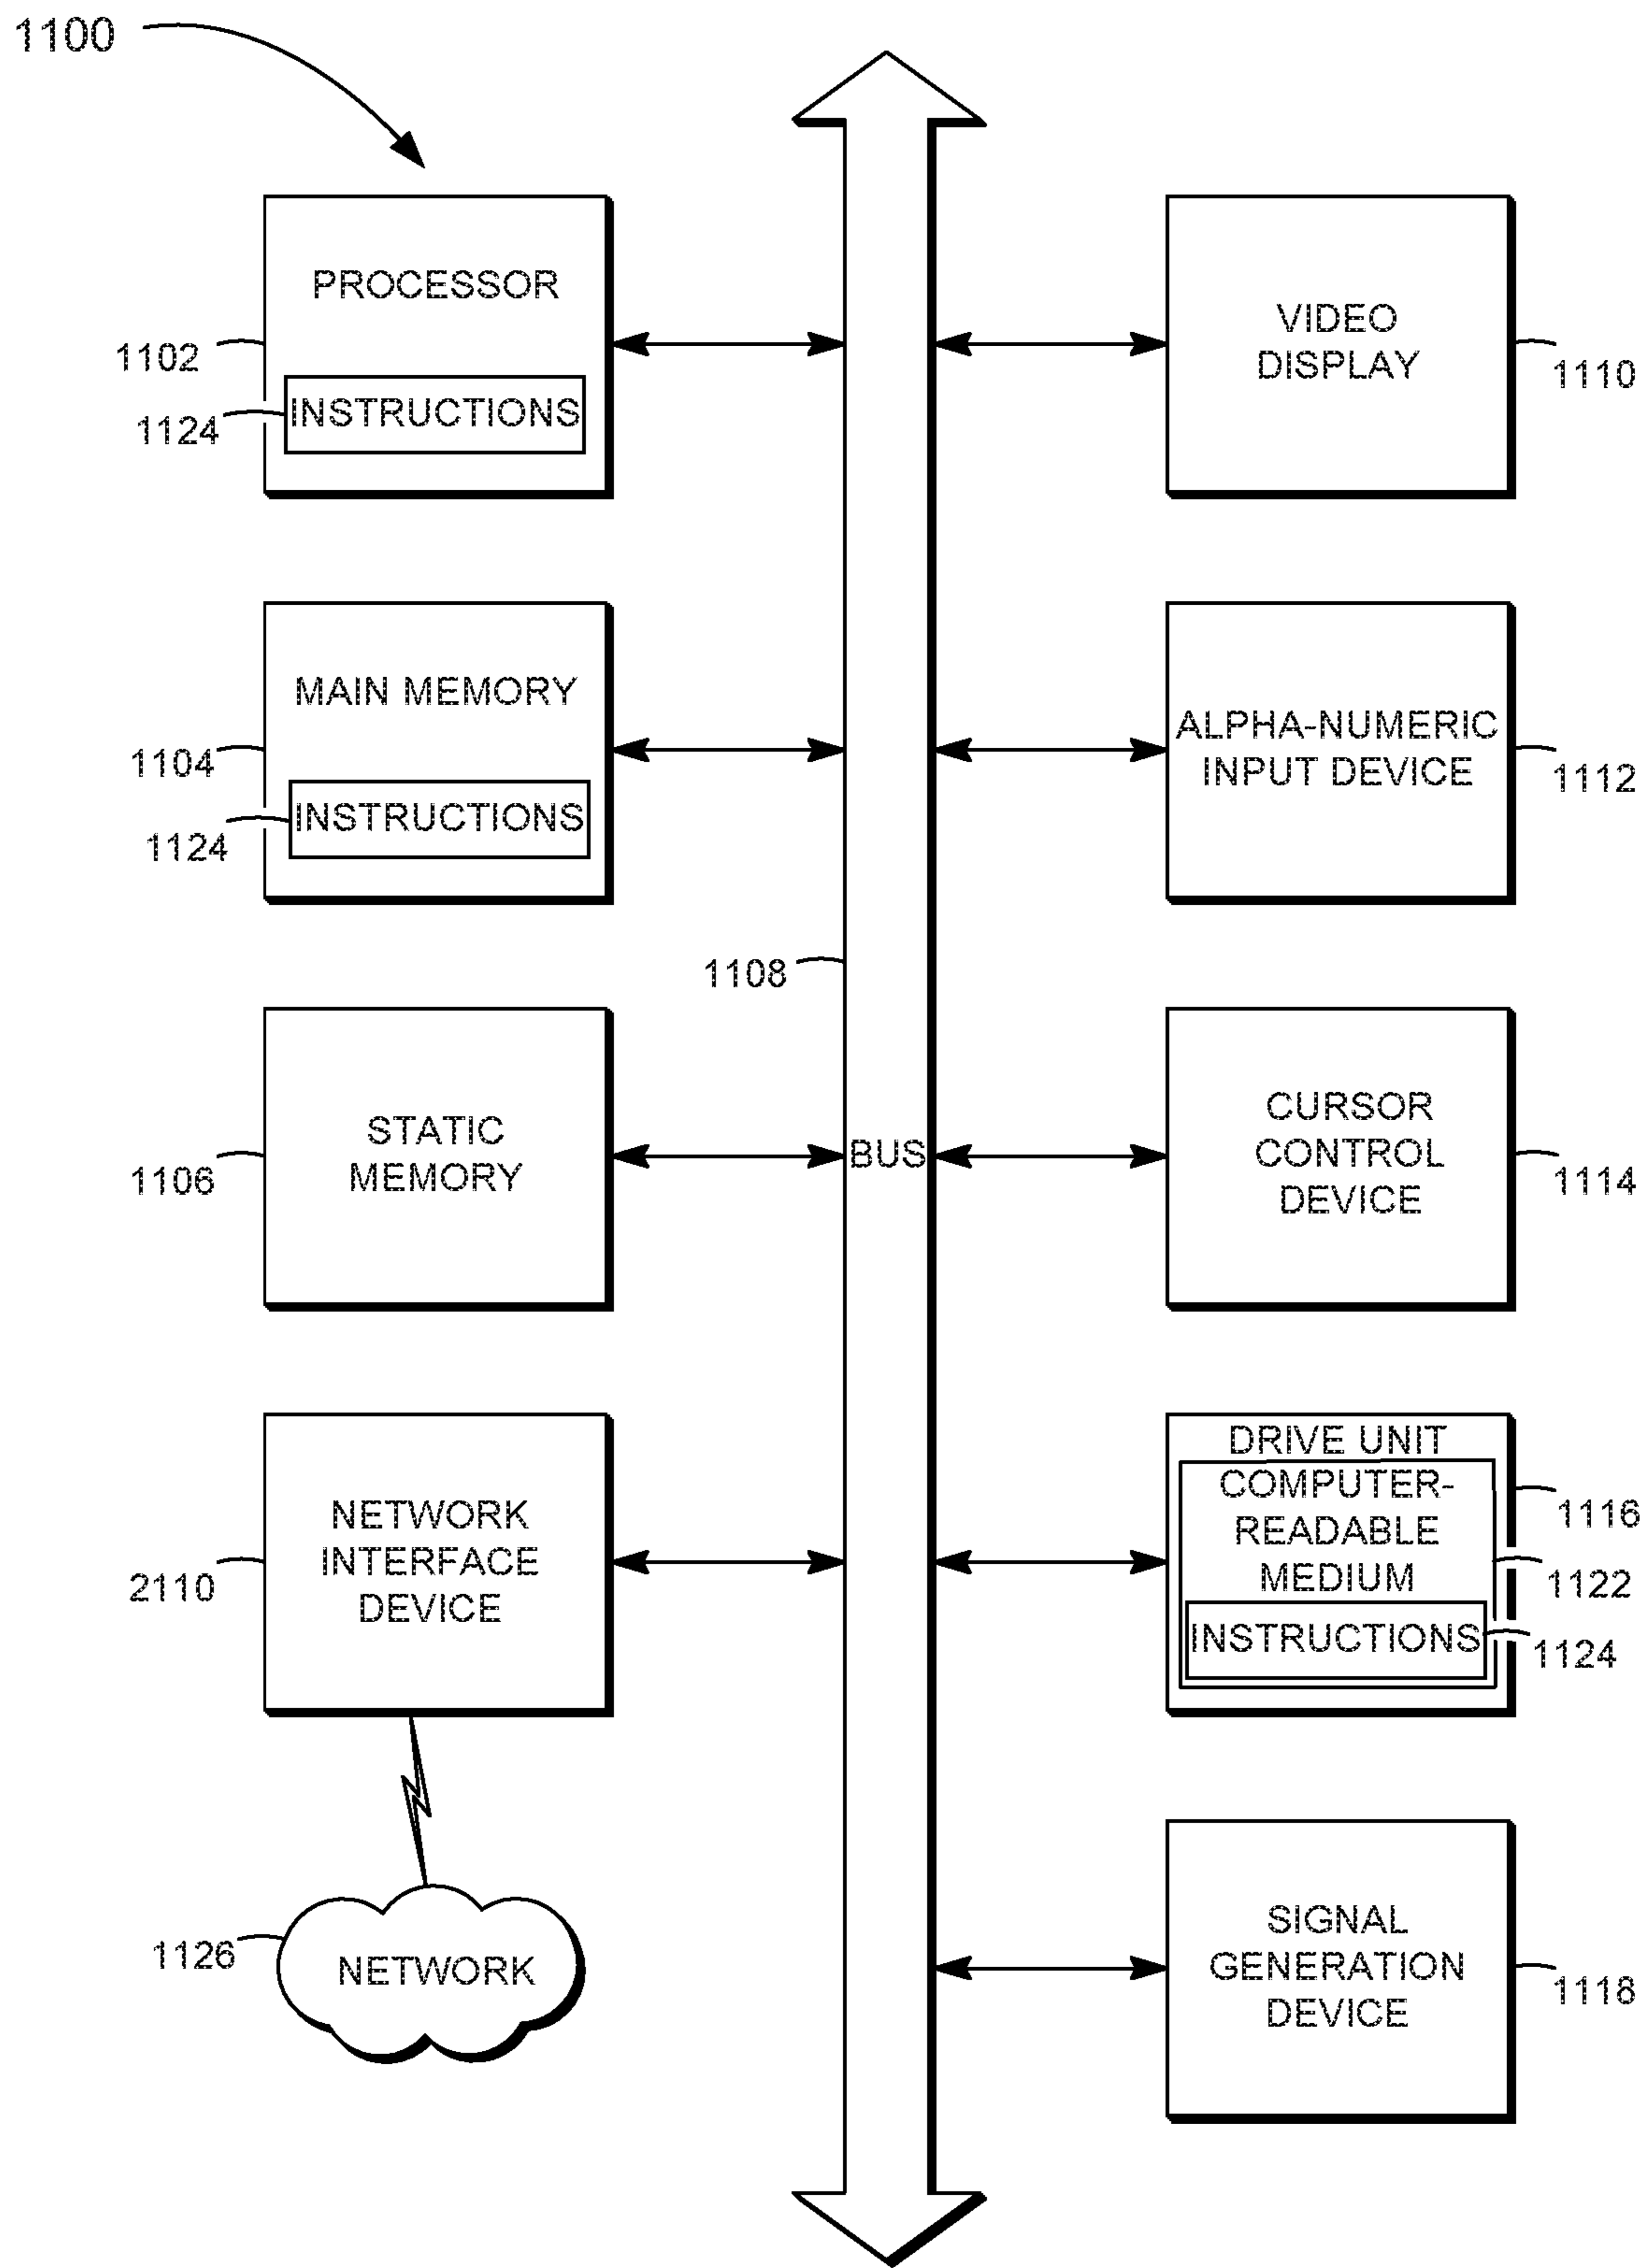 1100
PROCESSOR
1102
INSTRUCTIONS
1124
MAIN MEMORY
1104
INSTRUCTIONS
1124
1108
STATIC
MEMORY
1106
BUS
NETWORK
INTERFACE
DEVICE
2110
1126
NETWORK
VIDEO
DISPLAY
1110
ALPHA-NUMERIC
INPUT DEVICE
1112
CURSOR
CONTROL
DEVICE
1114
DRIVE UNIT
COMPUTER-
READABLE
MEDIUM
1116
1122
INSTRUCTIONS
1124
SIGNAL
GENERATION
DEVICE
1118